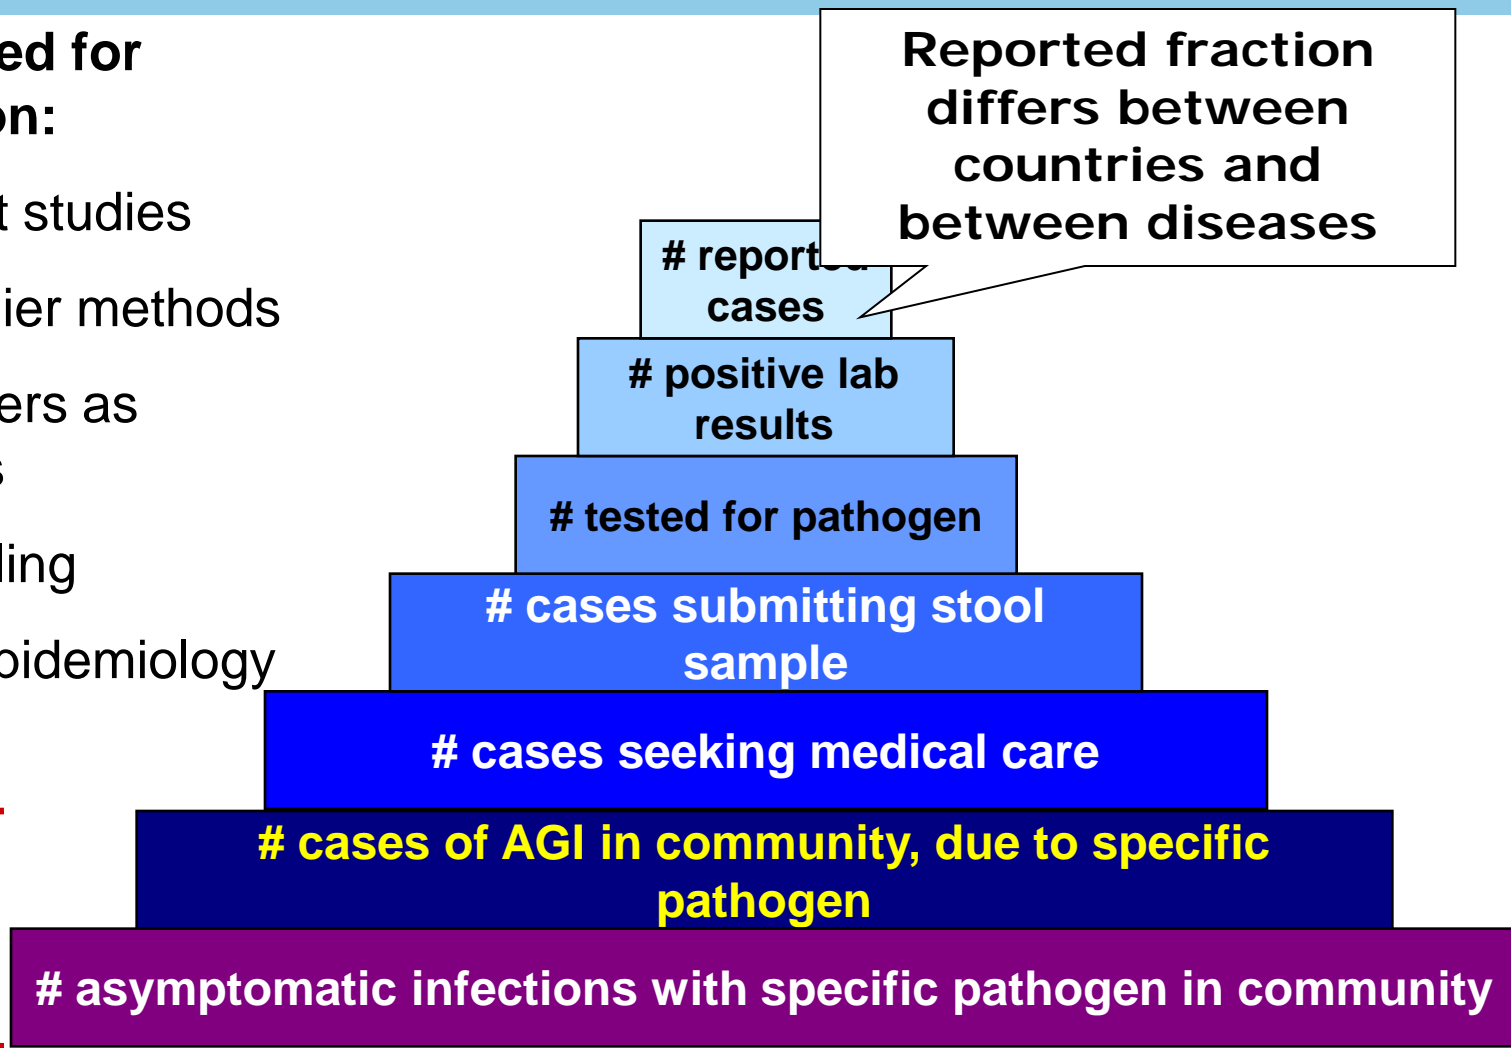 ed for
on:
t studies
ier methods
ers as
s
ling
pidemiology
Reported fraction
differs between
countries and
between diseases
# reported
cases
# positive lab
results
# tested for pathogen
# cases submitting stool
sample
# cases seeking medical care
# cases of AGI in community, due to specific
pathogen
# asymptomatic infections with specific pathogen in community